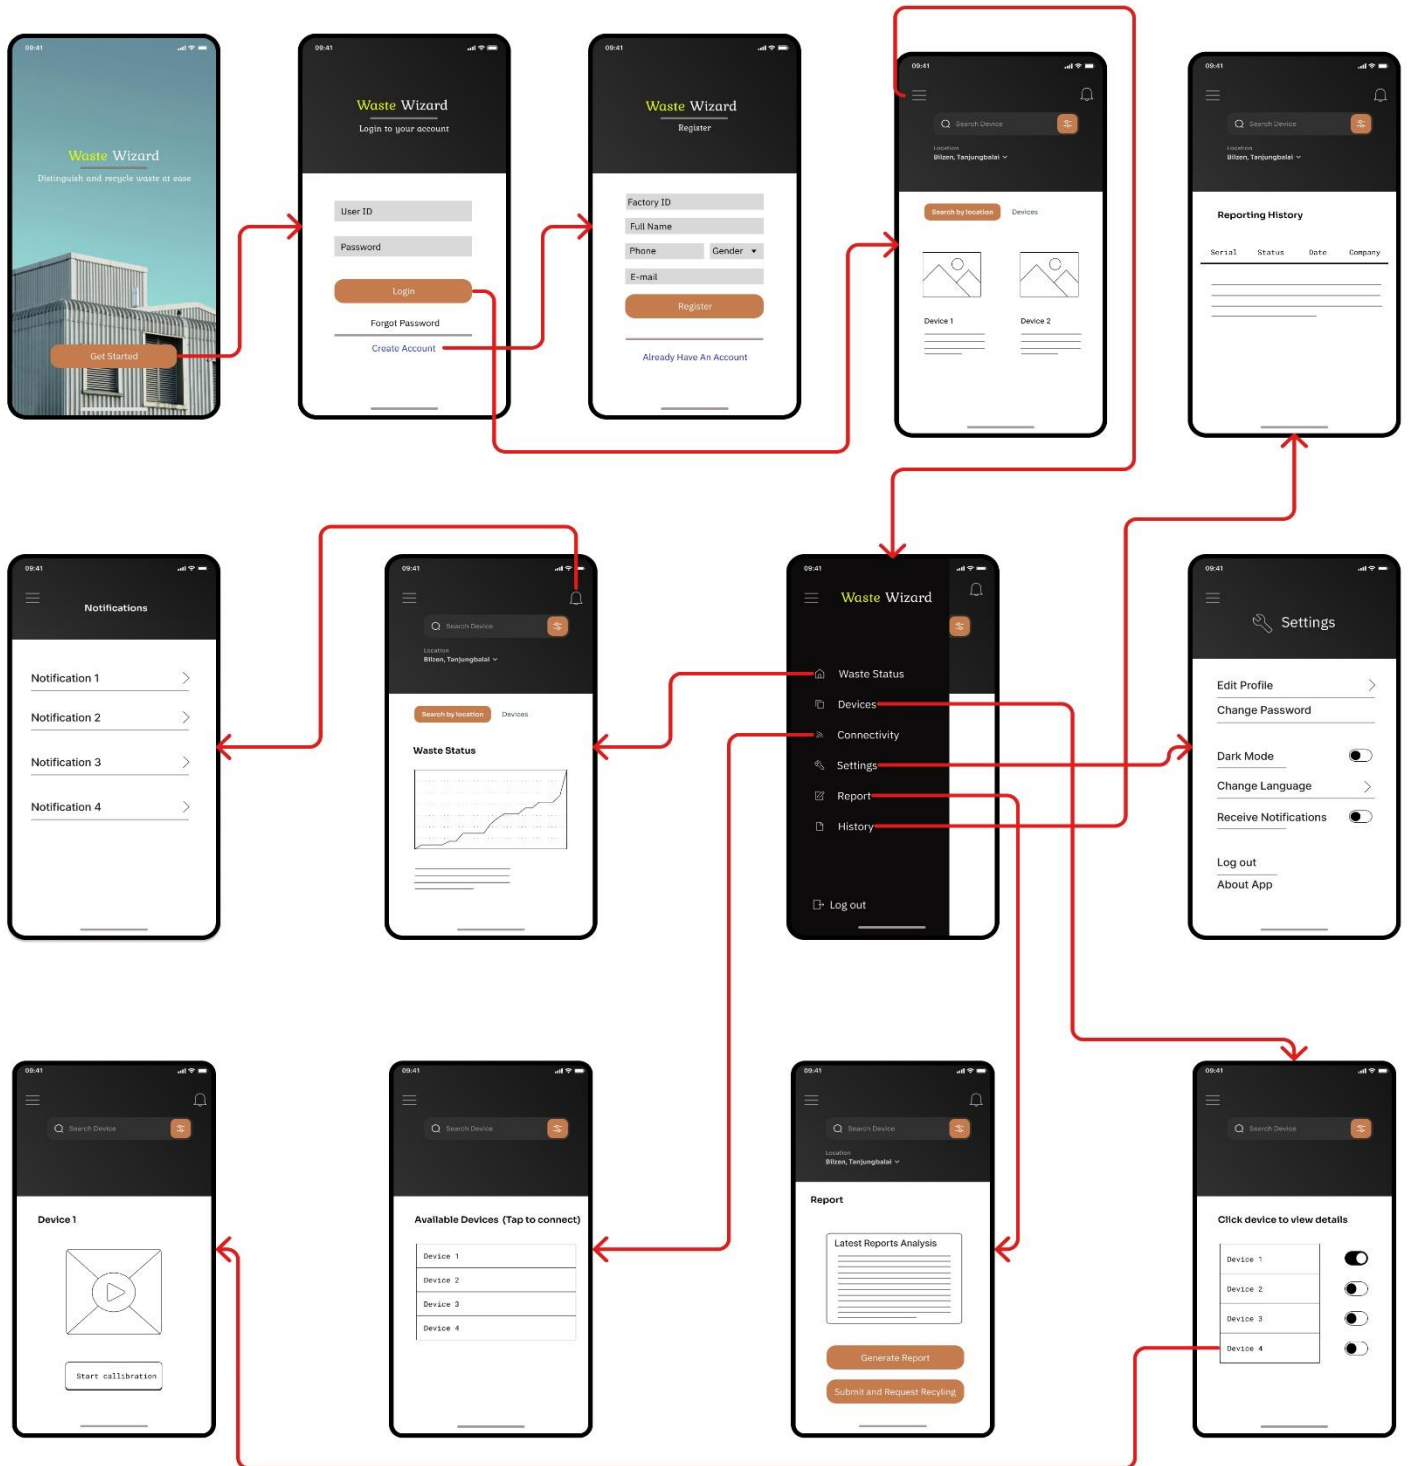 09:41
Waste Wizard
Distinguish and recycle waste at ease
Get Started
09:41
Waste Wizard
Login to your account
User ID
Password
Login
Forgot Password
Create Account
09:41
Waste Wizard
Register
Factory ID
Full Name
Phone
Gender
E-mail
Register
Already Have An Account
09:41
Search Device
Location
Bilzen, Tanjungbalai
Search by location
Devices
Device 1
Device 2
09:41
Search Device
Location
Bilzen, Tanjungbalai
Reporting History
Serial Status Date Company
09:41
Notifications
Notification 1
Notification 2
Notification 3
Notification 4
09:41
Search Device
Location
Bilzen, Tanjungbalai
Search by location
Devices
Waste Status
09:41
Waste Wizard
Waste Status
Devices
Connectivity
Settings
Report
History
Log out
09:41
Settings
Edit Profile
Change Password
Dark Mode
Change Language
Receive Notifications
Log out
About App
09:41
Search Device
Device 1
Start callibration
09:41
Search Device
Available Devices (Tap to connect)
Device 1
Device 2
Device 3
Device 4
09:41
Search Device
Location
Bilzen, Tanjungbalai
Report
Latest Reports Analysis
Generate Report
Submit and Request Recyling
09:41
Search Device
Click device to view details
Device 1
Device 2
Device 3
Device 4